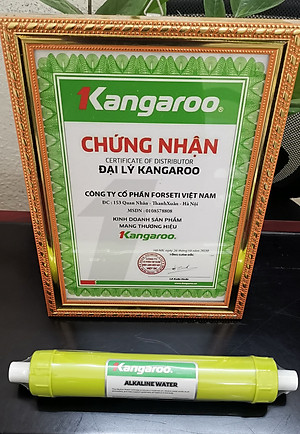 Kangaroo
CHỨNG NHẬN
CERTIFICATE OF DISTRIBUTOR
ĐẠI LÝ KANGAROO
CÔNG TY CỔ PHẦN FORSETI VIỆT NAM
ĐC : 153 Quan Nhân - ThanhXuân - Hà Nội
MSDN : 0108578808
KINH DOANH SẢN PHẨM
MANG THƯƠNG HIỆU
Kangaroo.
Kangaroo
ALKALINE WATER